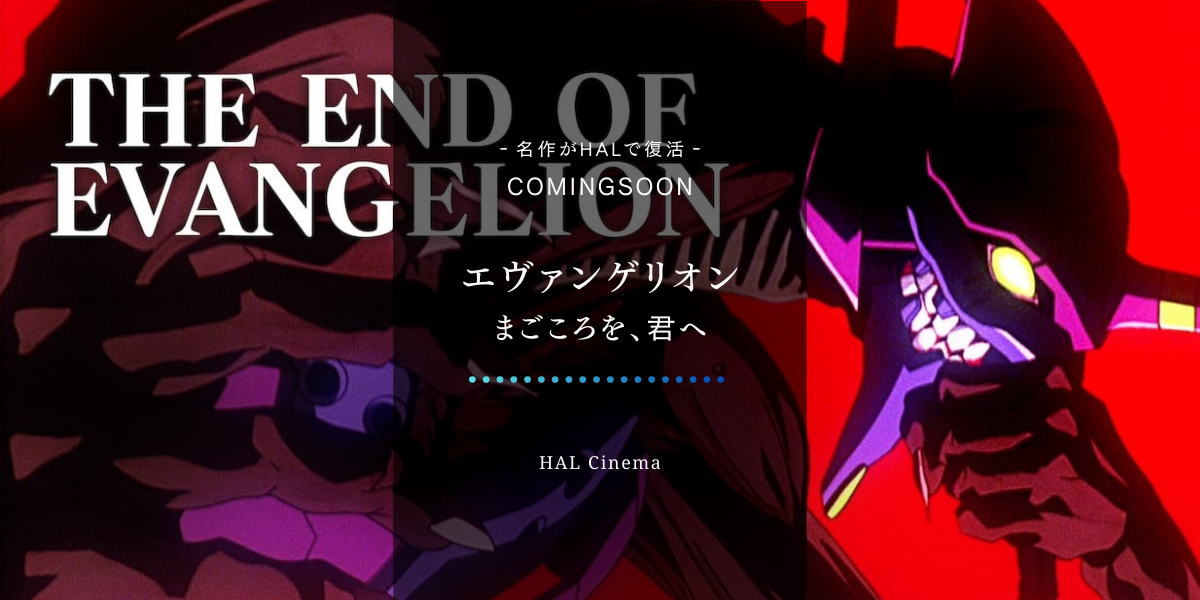 THE END OF
EVANGELION
- 名作がHALで復活 -
COMINGSOON
エヴァンゲリオン
まごころを、君へ
HAL Cinema